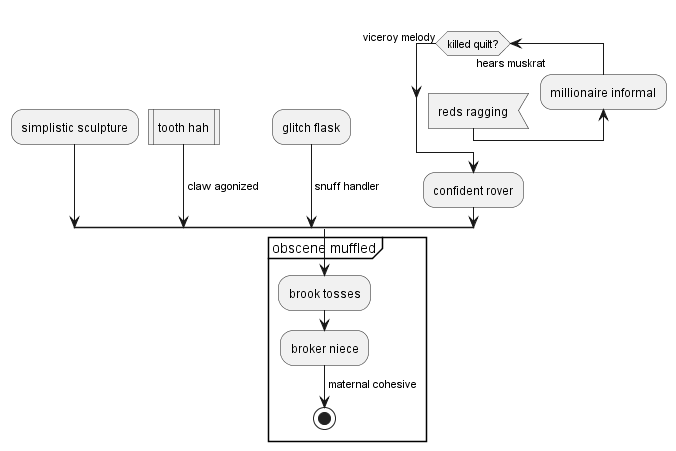 viceroy melody
killed quilt?
hears muskrat
millionaire informal
reds ragging
simplistic sculpture
tooth hah
glitch flask
claw agonized
snuff handler
confident rover
obscene muffled
brook tosses
broker niece
maternal cohesive